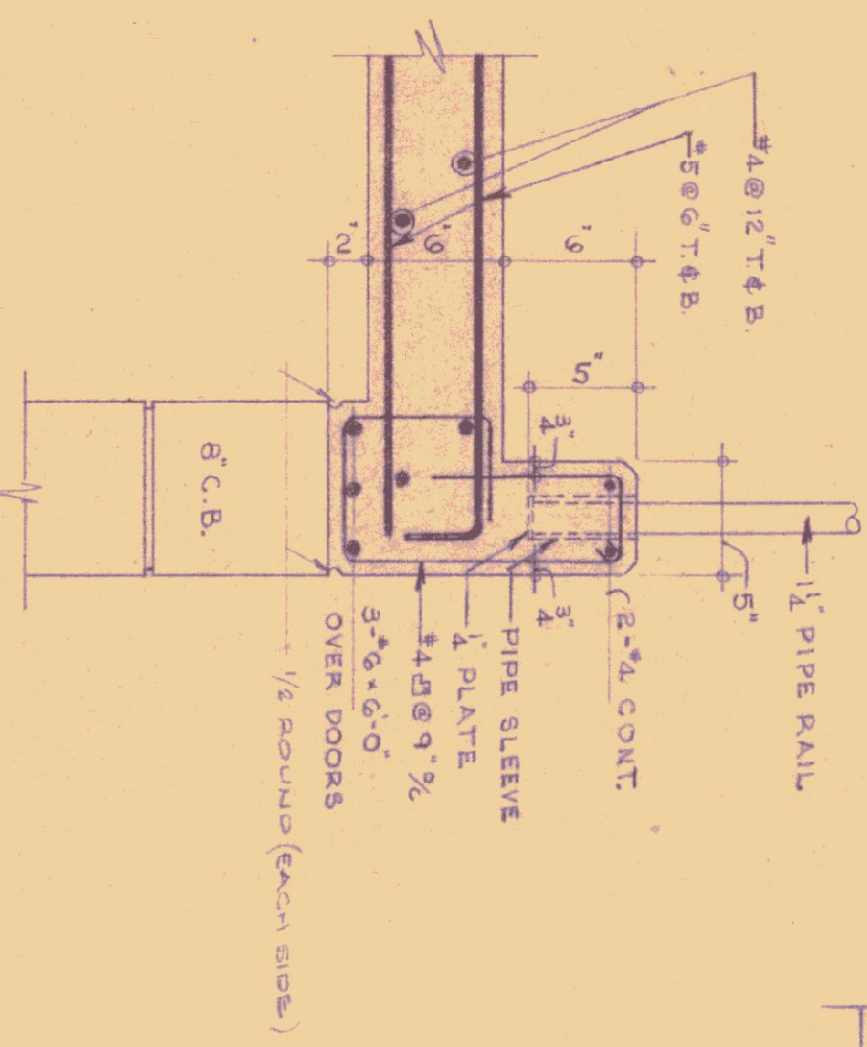 #4@12" T.&B.
#5@6" T.&B.
2"
6"
6"
5"
3/4"
8" C.B.
5"
1 1/4" PIPE RAIL
2-#4 CONT.
3/4"
PIPE SLEEVE
1/4" PLATE
#4 @ 9" o/c
3-#6 x 6'-0"
OVER DOORS
1/2 ROUND (EACH SIDE)